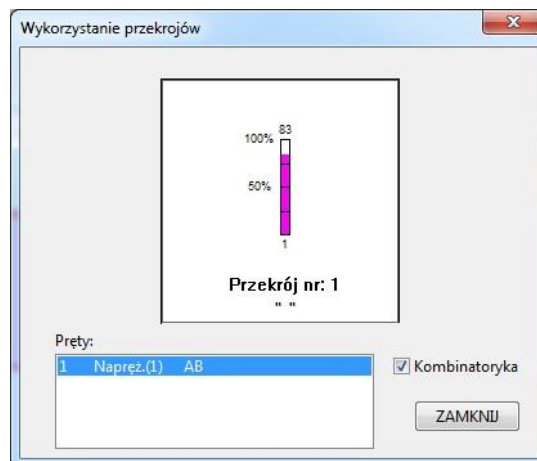 Wykorzystanie przekrojów
83
100%
50%
1
Przekrój nr: 1
" "
Pręty:
1 Napręż.(1) AB
Kombinatoryka
ZAMKNIJ